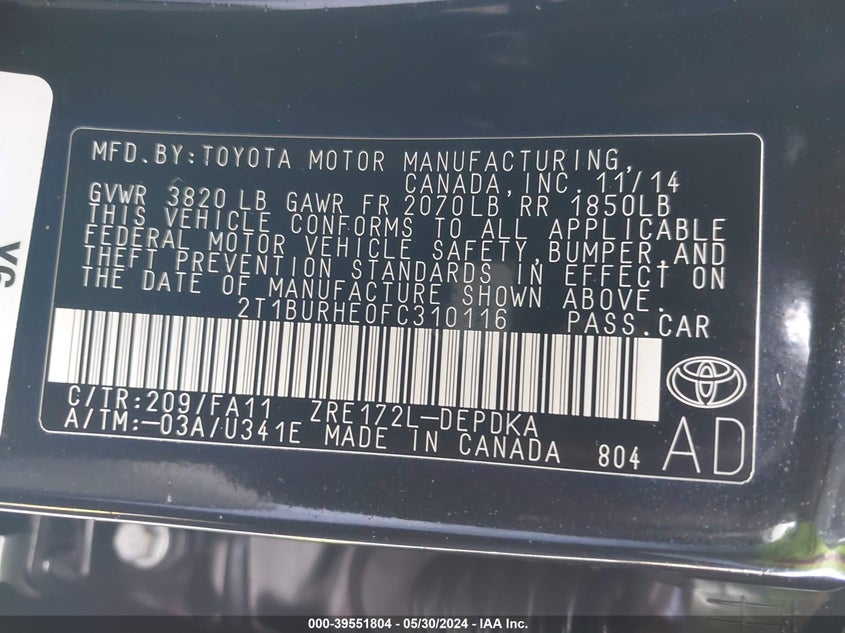 MFD.BY:TOYOTA MOTOR MANUFACTURING,
CANADA,INC. 11/14
GVWR 3820 LB GAWR FR 2070LB RR 1850LB
THIS VEHICLE CONFORMS TO ALL APPLICABLE
FEDERAL MOTOR VEHICLE SAFETY,BUMPER,AND
THEFT PREVENTION STANDARDS IN EFFECT ON
THE DATE OF MANUFACTURE SHOWN ABOVE.
2T1BURHE0FC310116 PASS.CAR
C/TR:209/FA11 ZRE172L-DEPDKA
A/TM:-03A/U341E MADE IN CANADA 804 AD
000-39551804 / 05/30/2024 - IAA Inc.